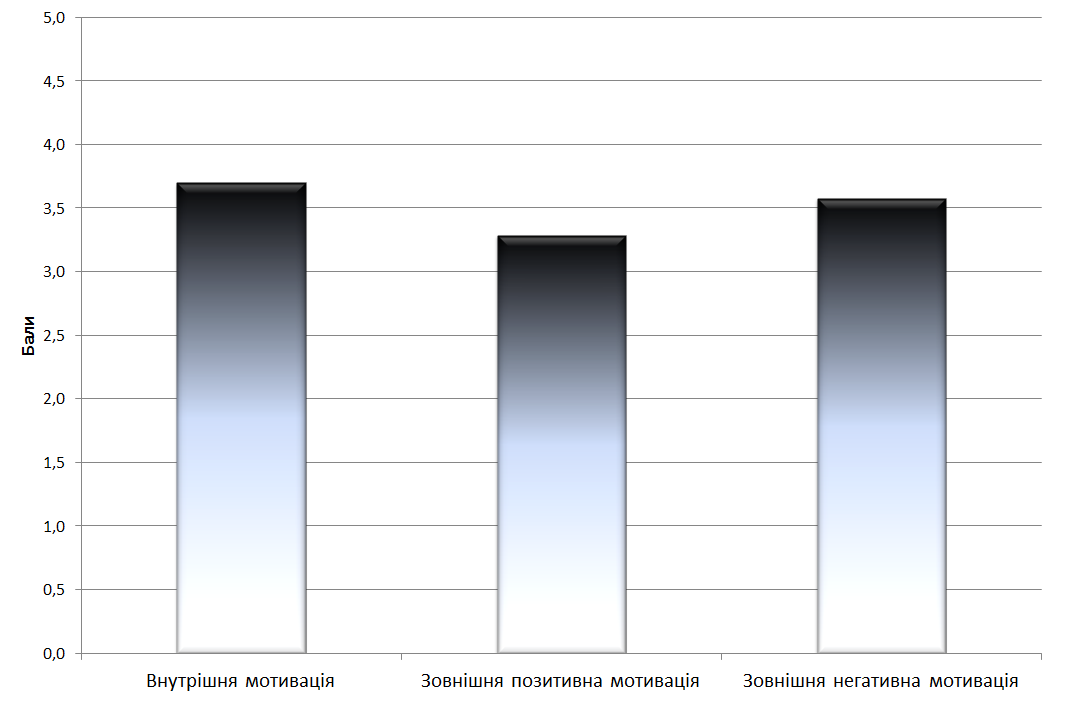 5,0
4,5
4,0
3,5
3,0
2,5
2,0
1,5
1,0
0,5
0,0
Бали
Внутрішня мотивація
Зовнішня позитивна мотивація
Зовнішня негативна мотивація